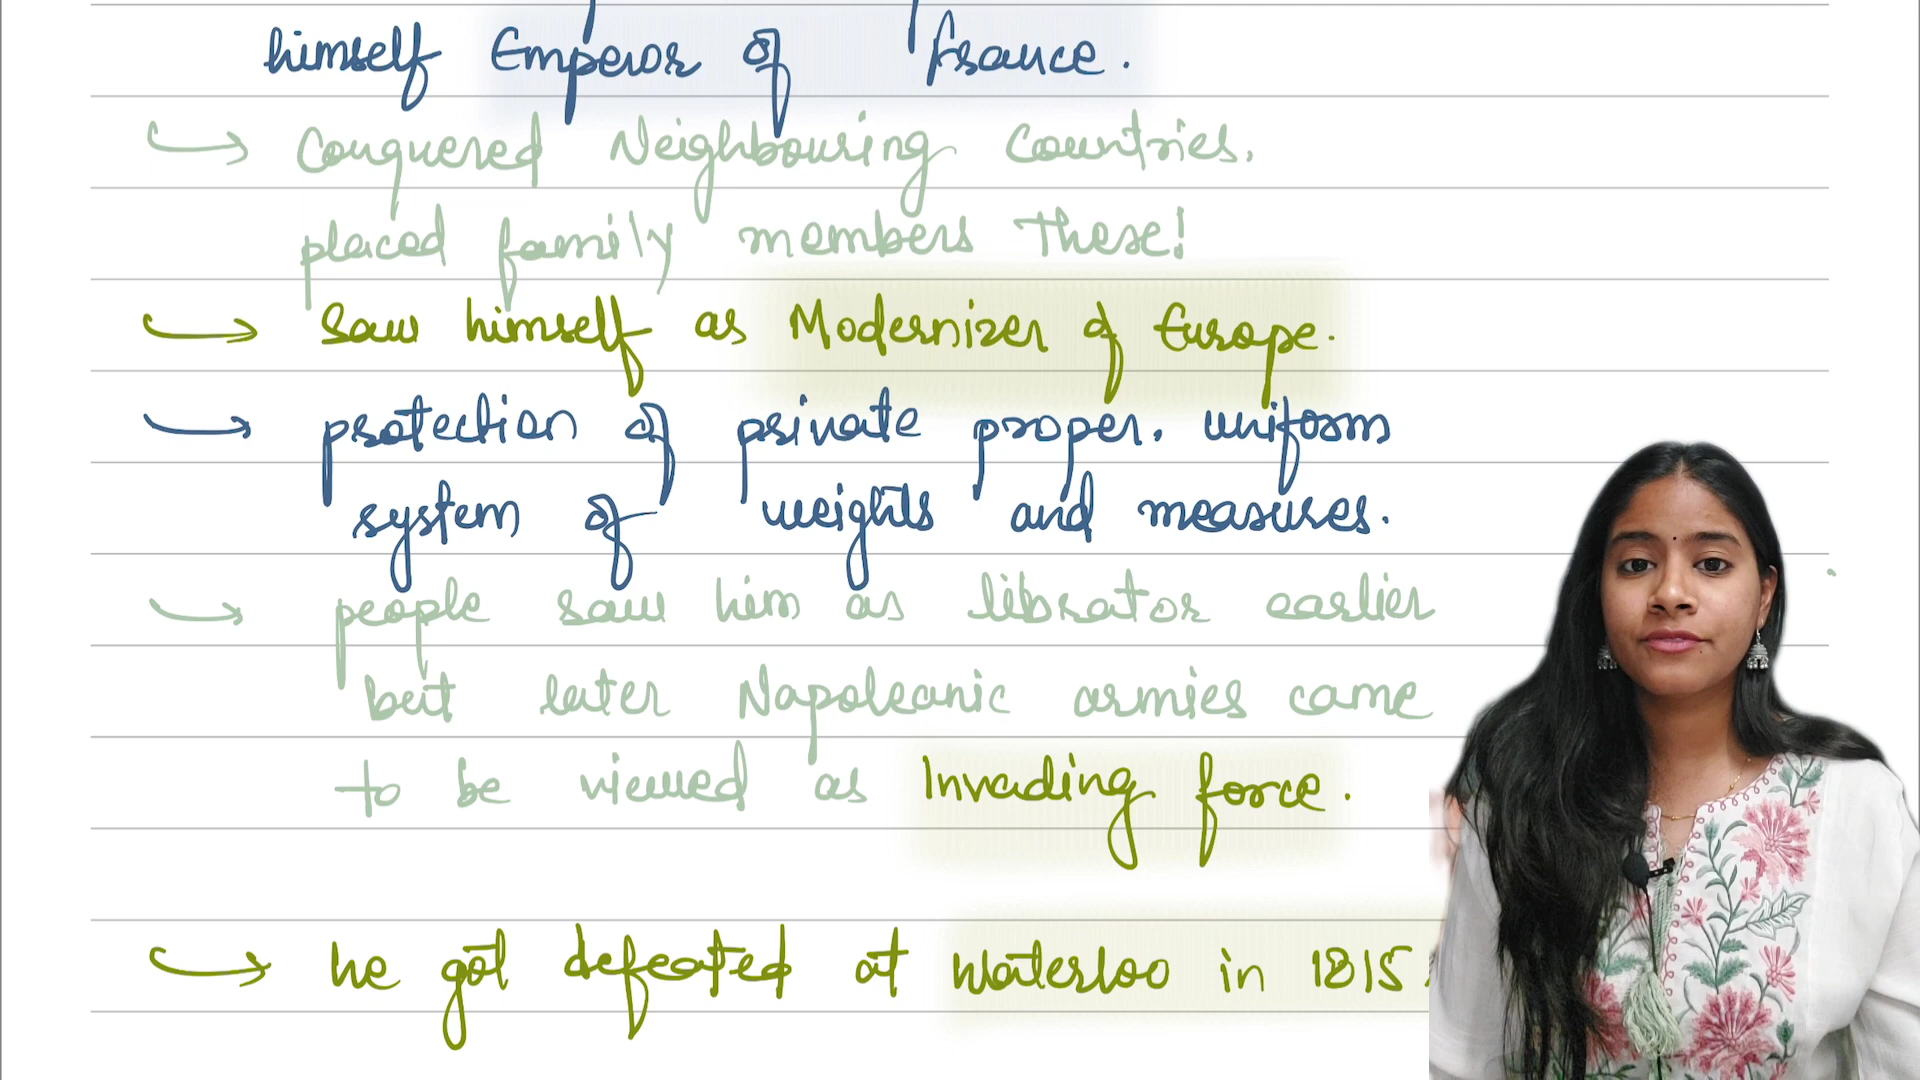 himself Emperor of France.
Conquered Neighbouring Countries.
placed family members there!
Saw himself as Modernizer of Europe.
protection of private proper. uniform
system of weights and measures.
people saw him as librator earlier
but later Napoleanic armies came
to be viewed as Invading force.
he got defeated at Waterloo in 1815.